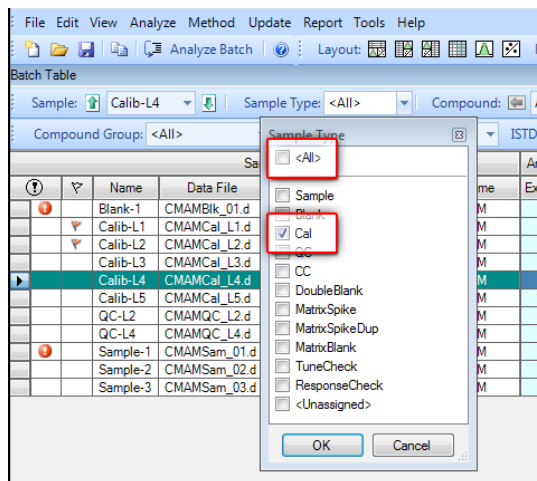 File Edit View Analyze Method Update Report Tools Help
Analyze Batch Layout:
Batch Table
Sample: Calib-L4 Sample Type: <All> Compound:
Compound Group: <All> ISTD
Sample Type
<All>
Sample
Blank
Cal
QC
CC
DoubleBlank
MatrixSpike
MatrixSpikeDup
MatrixBlank
TuneCheck
ResponseCheck
<Unassigned>
OK Cancel
Sa
Name Data File me Ex
Blank-1 CMAMBlk_01.d M
Calib-L1 CMAMCal_L1.d M
Calib-L2 CMAMCal_L2.d M
Calib-L3 CMAMCal_L3.d M
Calib-L4 CMAMCal_L4.d M
Calib-L5 CMAMCal_L5.d M
QC-L2 CMAMQC_L2.d M
QC-L4 CMAMQC_L4.d M
Sample-1 CMAMSam_01.d M
Sample-2 CMAMSam_02.d M
Sample-3 CMAMSam_03.d M